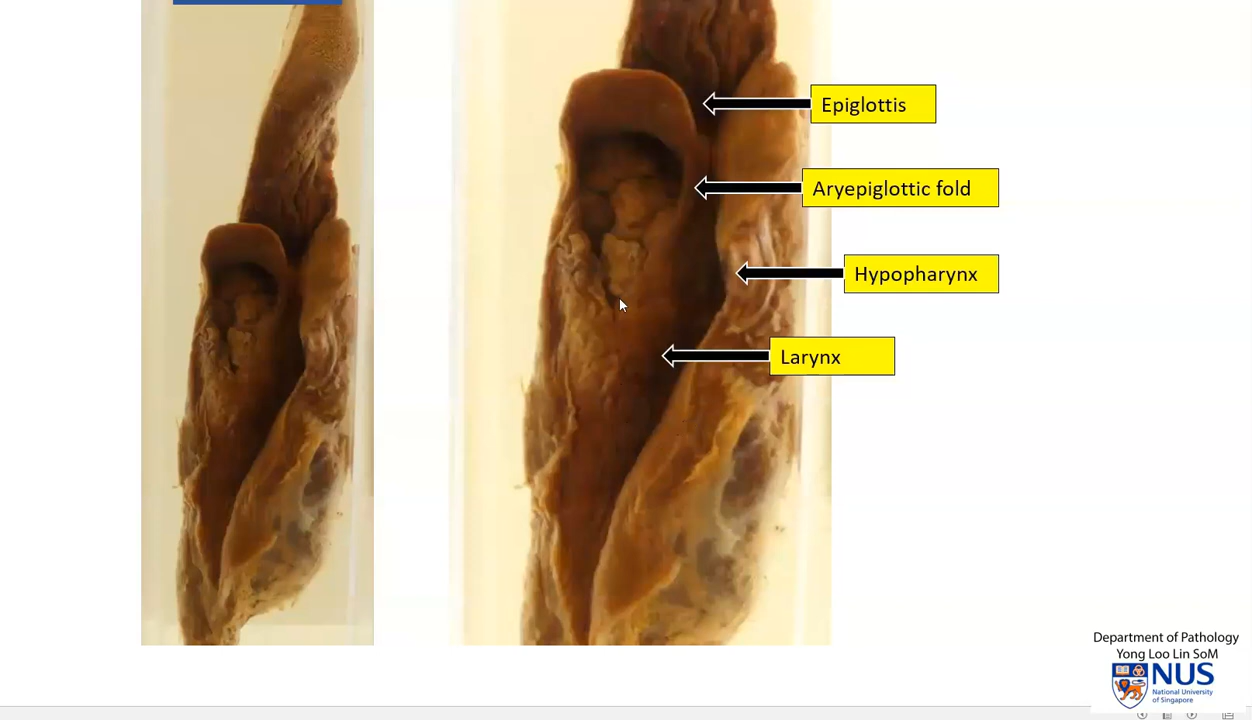 Epiglottis
Aryepiglottic fold
Hypopharynx
Larynx
Department of Pathology
Yong Loo Lin SoM
NUS
National University
of Singapore